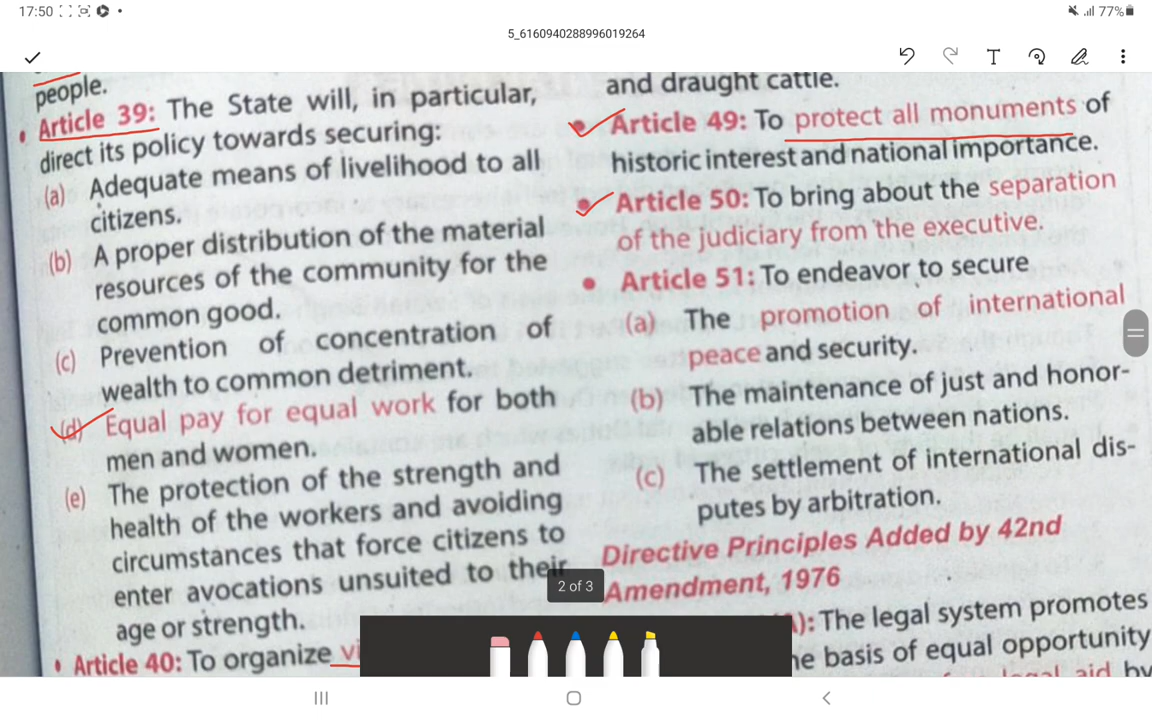 17:50
77%
5_6160940288996019264
people.
• Article 39: The State will, in particular,
direct its policy towards securing:
(a) Adequate means of livelihood to all
citizens.
(b) A proper distribution of the material
resources of the community for the
common good.
(c) Prevention of concentration of
wealth to common detriment.
(d) Equal pay for equal work for both
men and women.
(e) The protection of the strength and
health of the workers and avoiding
circumstances that force citizens to
enter avocations unsuited to their
age or strength.
• Article 40: To organize
and draught cattle.
• Article 49: To protect all monuments of
historic interest and national importance.
• Article 50: To bring about the separation
of the judiciary from the executive.
• Article 51: To endeavor to secure
(a) The promotion of international
peace and security.
(b) The maintenance of just and honor-
able relations between nations.
(c) The settlement of international dis-
putes by arbitration.
Directive Principles Added by 42nd
Amendment, 1976
A): The legal system promotes
he basis of equal opportunity
legal aid by
2 of 3